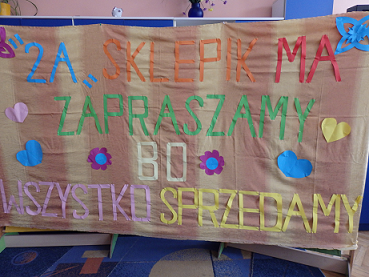 „2A„ SKLEPIK MA
ZAPRASZAMY
BO
WSZYSTKO SPRZEDAMY